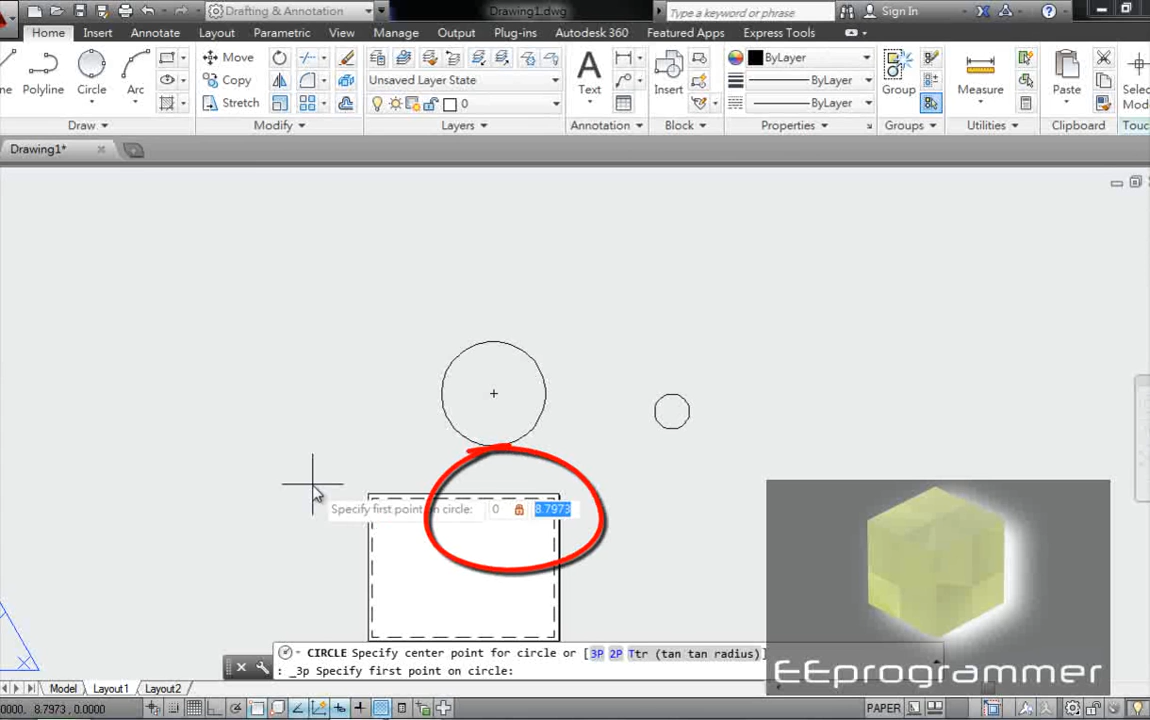 Drafting & Annotation
Drawing1.dwg
Type a keyword or phrase
Sign In
Home Insert Annotate Layout Parametric View Manage Output Plug-ins Autodesk 360 Featured Apps Express Tools
Move
Unsaved Layer State
ByLayer
Copy
ByLayer
Polyline Circle Arc
Text Insert Group Measure Paste
Stretch
0
ByLayer
Draw Modify Layers Annotation Block Properties Groups Utilities Clipboard
Drawing1*
Specify first point on circle: 0 8.7973
CIRCLE Specify center point for circle or [3P 2P Ttr (tan tan radius)]
: _3p Specify first point on circle:
EEprogrammer
Model Layout1 Layout2
8.7973 , 0.0000
PAPER